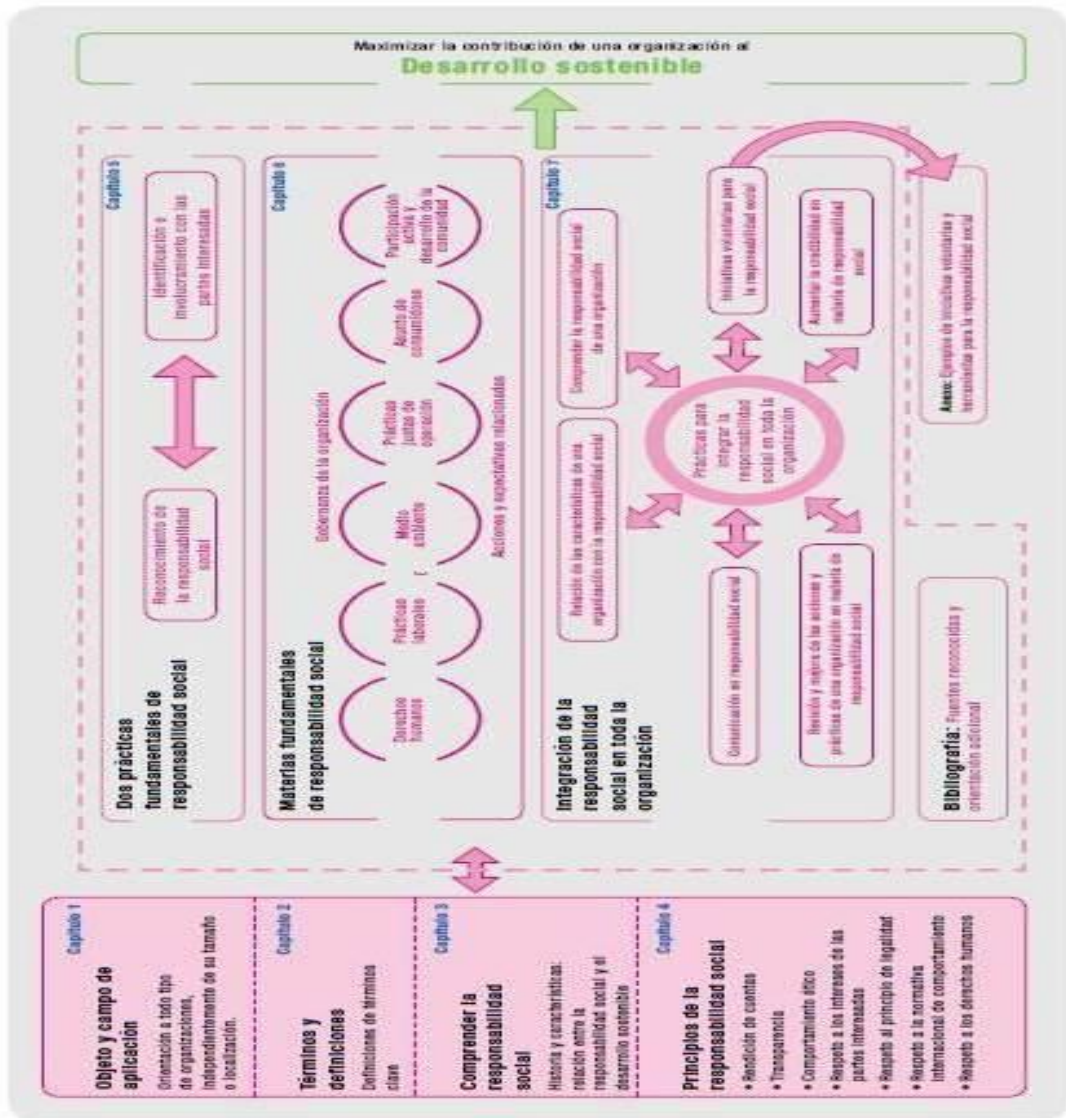 Capítulo 1
Objeto y campo de
aplicación
Orientación a todo tipo
de organizaciones,
independientemente de su tamaño
o localización.
Capítulo 2
Términos y
definiciones
Definiciones de términos
clave
Capítulo 3
Comprender la
responsabilidad
social
Historia y características:
relación entre la
responsabilidad social y el
desarrollo sostenible
Capítulo 4
Principios de la
responsabilidad social
• Rendición de cuentas
• Transparencia
• Comportamiento ético
• Respeto a los intereses de las
partes interesadas
• Respeto al principio de legalidad
• Respeto a la normativa
internacional de comportamiento
• Respeto a los derechos humanos
Capítulo 5
Dos prácticas
fundamentales de
responsabilidad social
Reconocimiento de
la responsabilidad
social
Identificación e
involucramiento con las
partes interesadas
Capítulo 6
Materias fundamentales
de responsabilidad social
Gobernanza de la organización
Derechos
humanos
Prácticas
laborales
Medio
ambiente
Prácticas
justas de
operación
Asunto de
consumidores
Participación
activa y
desarrollo de la
comunidad
Acciones y expectativas relacionadas
Capítulo 7
Integración de la
responsabilidad
social en toda la
organización
Relación de las características de una
organización con la responsabilidad social
Comprender la responsabilidad social
de una organización
Comunicación en responsabilidad social
Prácticas para
integrar la
responsabilidad
social en toda la
organización
Iniciativas voluntarias para
la responsabilidad social
Revisión y mejora de las acciones y
prácticas de una organización en materia de
responsabilidad social
Aumentar la credibilidad en
materia de responsabilidad
social
Bibliografía: Fuentes reconocidas y
orientación adicional
Anexo: Ejemplos de iniciativas voluntarias y
herramientas para la responsabilidad social
Maximizar la contribución de una organización al
Desarrollo sostenible